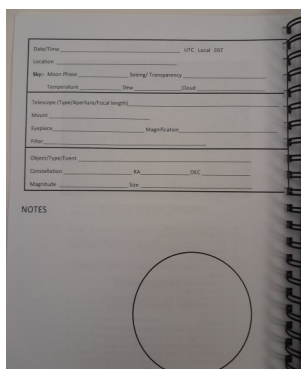 Date/Time UTC Local DST
Location
Sky:- Moon Phase Seeing/ Transparency
Temperature Dew Cloud
Telescope (Type/Aperture/Focal length)
Mount
Eyepiece Magnification
Filter
Object/Type/Event
Constellation RA DEC
Magnitude Size
NOTES